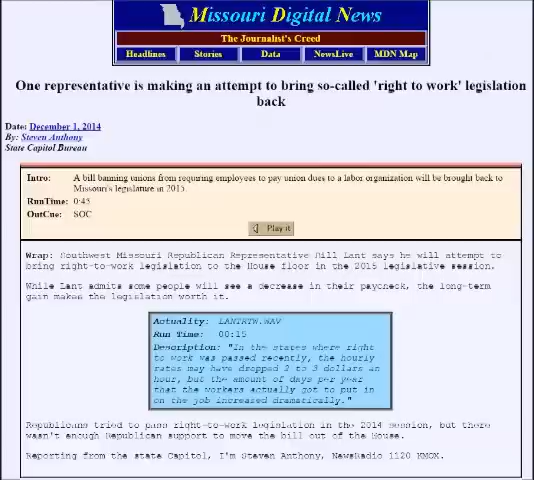 Missouri Digital News
The Journalist's Creed
Headlines Stories Data NewsLive MDN Map
One representative is making an attempt to bring so-called 'right to work' legislation
back
Date: December 1, 2014
By: Steven Anthony
State Capitol Bureau
Intro: A bill banning unions from requiring employees to pay union dues to a labor organization will be brought back to
Missouri's legislature in 2015.
RunTime: 0:43
OutCue: SOC
Play it
Wrap: Southwest Missouri Republican Representative Bill Lant says he will attempt to
bring right-to-work legislation to the House floor in the 2015 legislative session.
While Lant admits some people will see a decrease in their paycheck, the long-term
gain makes the legislation worth it.
Actuality: LANTRTW.WAV
Run Time: 00:15
Description: "In the states where right
to work was passed recently, the hourly
rates may have dropped 2 to 3 dollars an
hour, but the amount of days per year
that the workers actually got to put in
on the job increased dramatically."
Republicans tried to pass right-to-work legislation in the 2014 session, but there
wasn't enough Republican support to move the bill out of the House.
Reporting from the state Capitol, I'm Steven Anthony, NewsRadio 1120 KMOX.